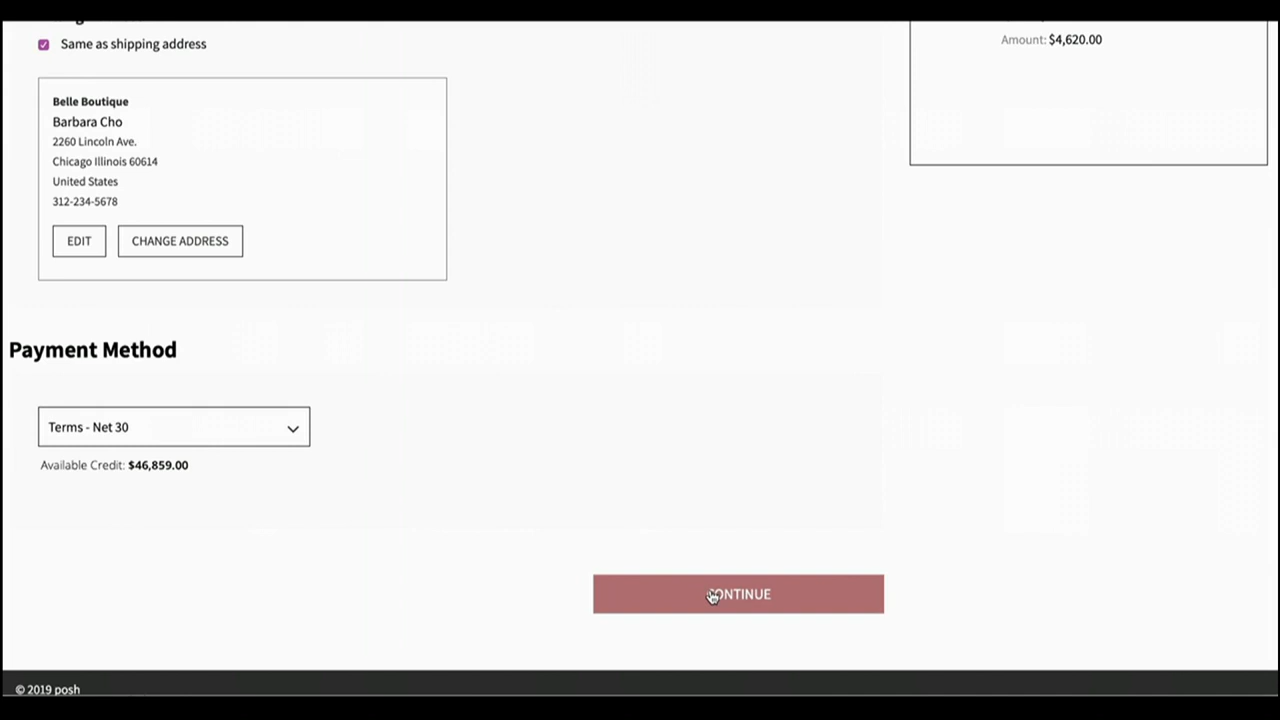 Same as shipping address
Amount: $4,620.00
Belle Boutique
Barbara Cho
2260 Lincoln Ave.
Chicago Illinois 60614
United States
312-234-5678
EDIT
CHANGE ADDRESS
Payment Method
Terms - Net 30
Available Credit: $46,859.00
CONTINUE
© 2019 posh